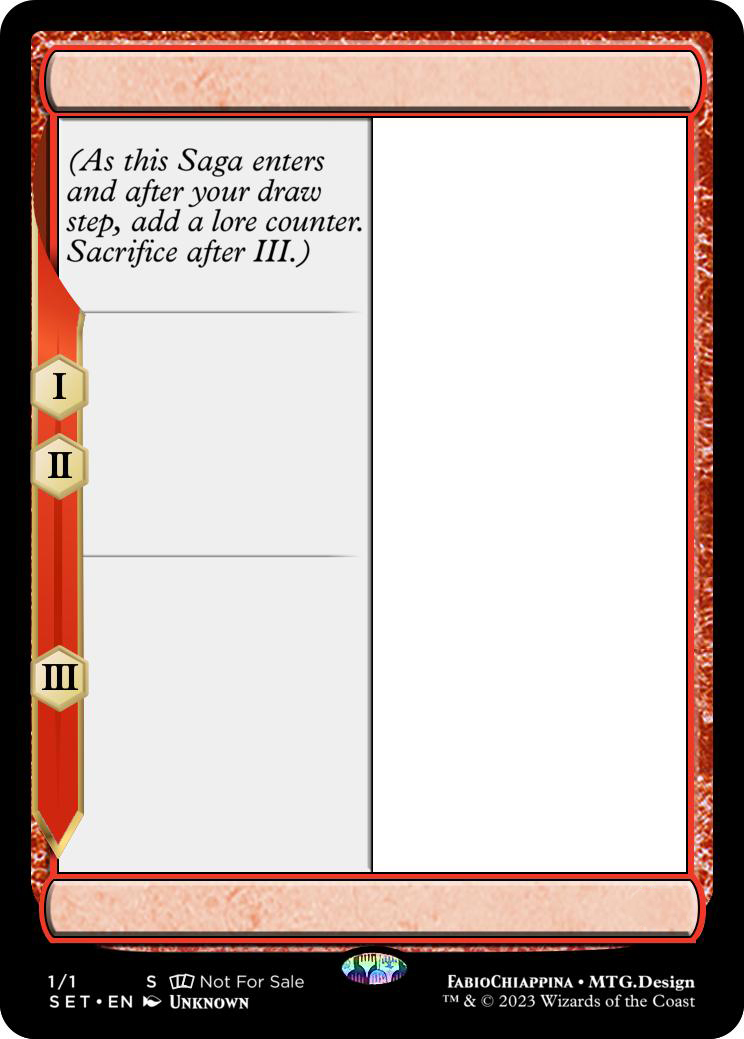 (As this Saga enters
and after your draw
step, add a lore counter.
Sacrifice after III.)
I
II
III
1/1 S Not For Sale
SET • EN Unknown
FabioChiappina • MTG.Design
™ & © 2023 Wizards of the Coast